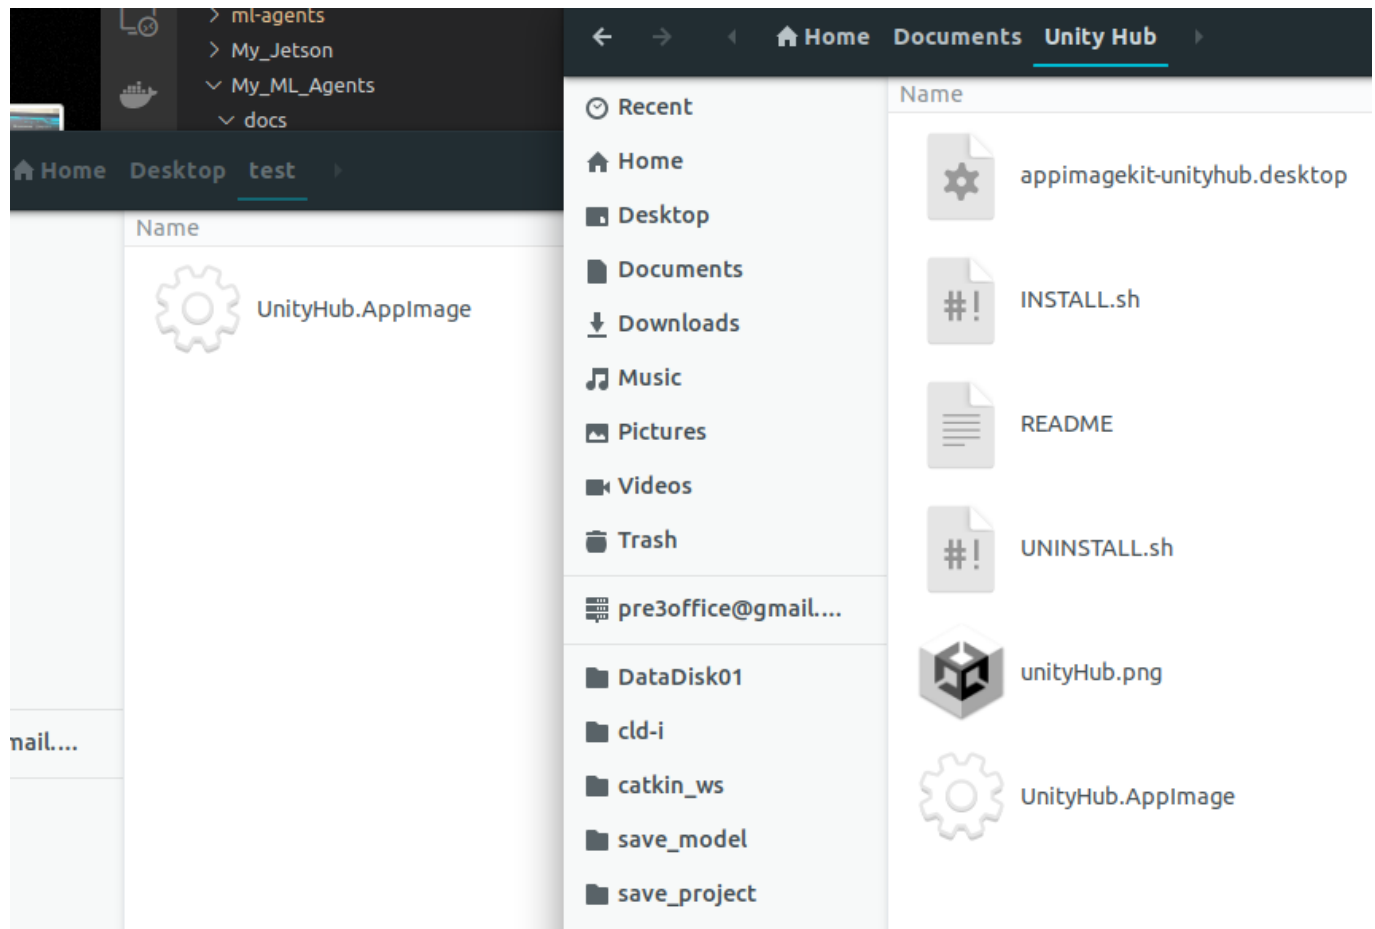 ml-agents
My_Jetson
My_ML_Agents
docs
Home Desktop test
Name
UnityHub.AppImage
Home Documents Unity Hub
Recent
Home
Desktop
Documents
Downloads
Music
Pictures
Videos
Trash
pre3office@gmail....
DataDisk01
cld-i
catkin_ws
save_model
save_project
Name
appimagekit-unityhub.desktop
INSTALL.sh
README
UNINSTALL.sh
unityHub.png
UnityHub.AppImage
mail....